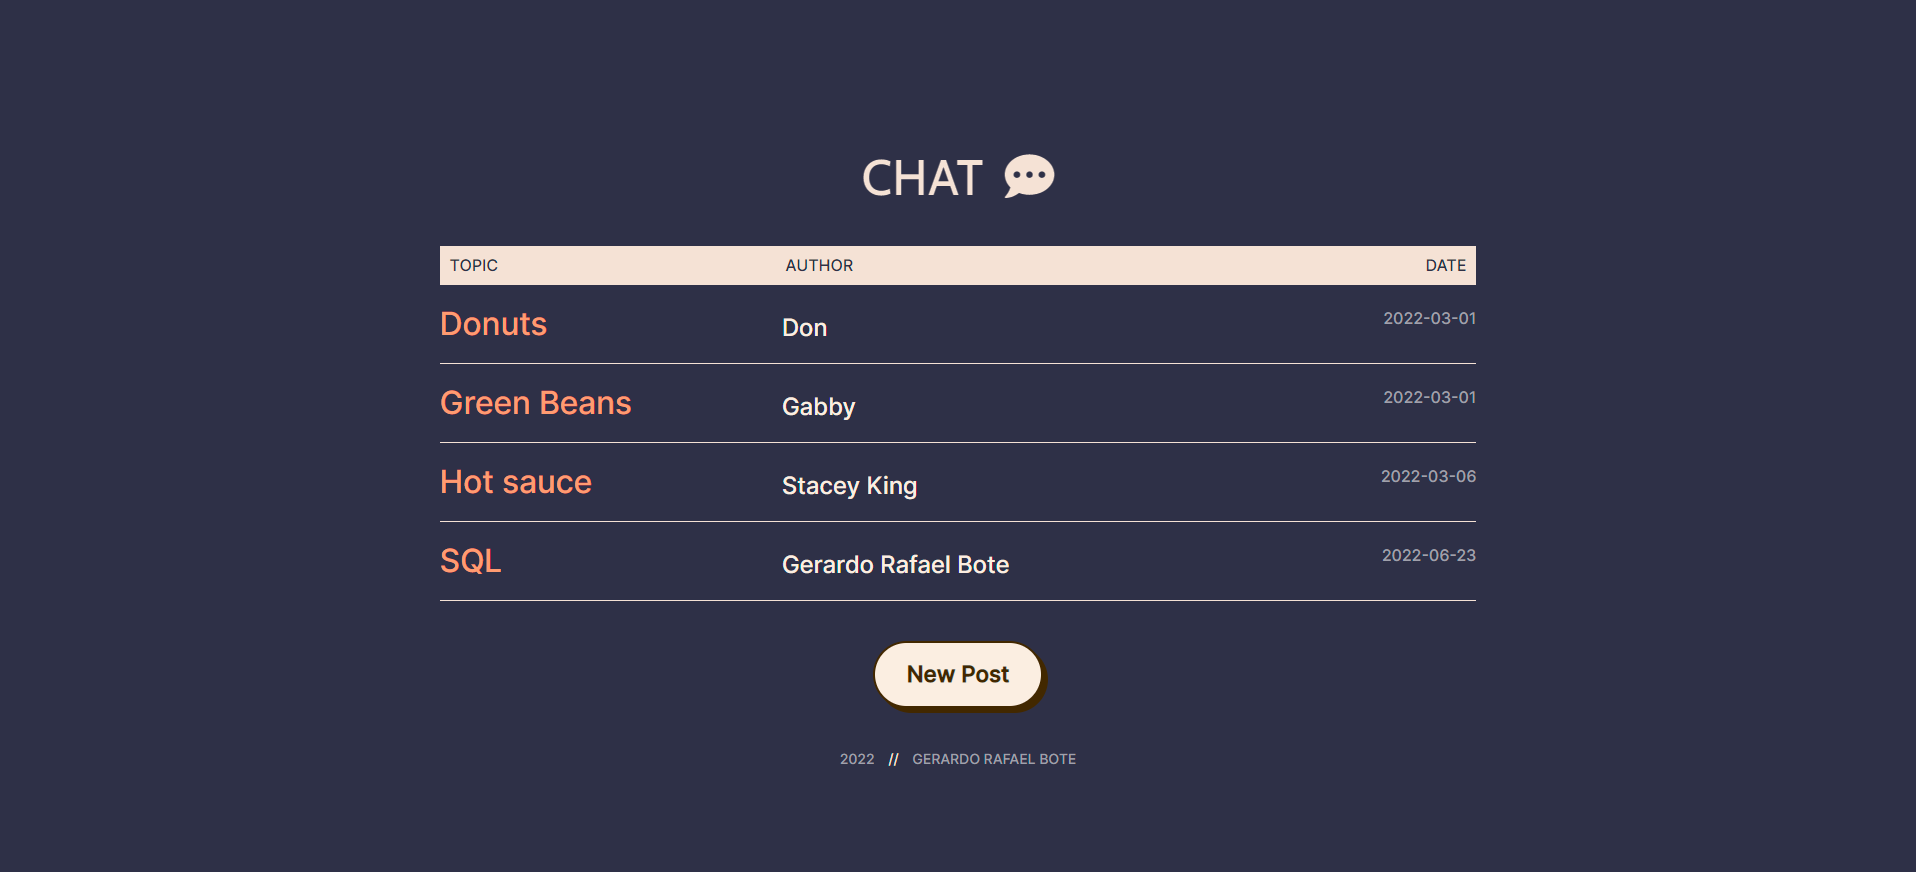 CHAT
TOPIC AUTHOR DATE
Donuts Don 2022-03-01
Green Beans Gabby 2022-03-01
Hot sauce Stacey King 2022-03-06
SQL Gerardo Rafael Bote 2022-06-23
New Post
2022 // GERARDO RAFAEL BOTE